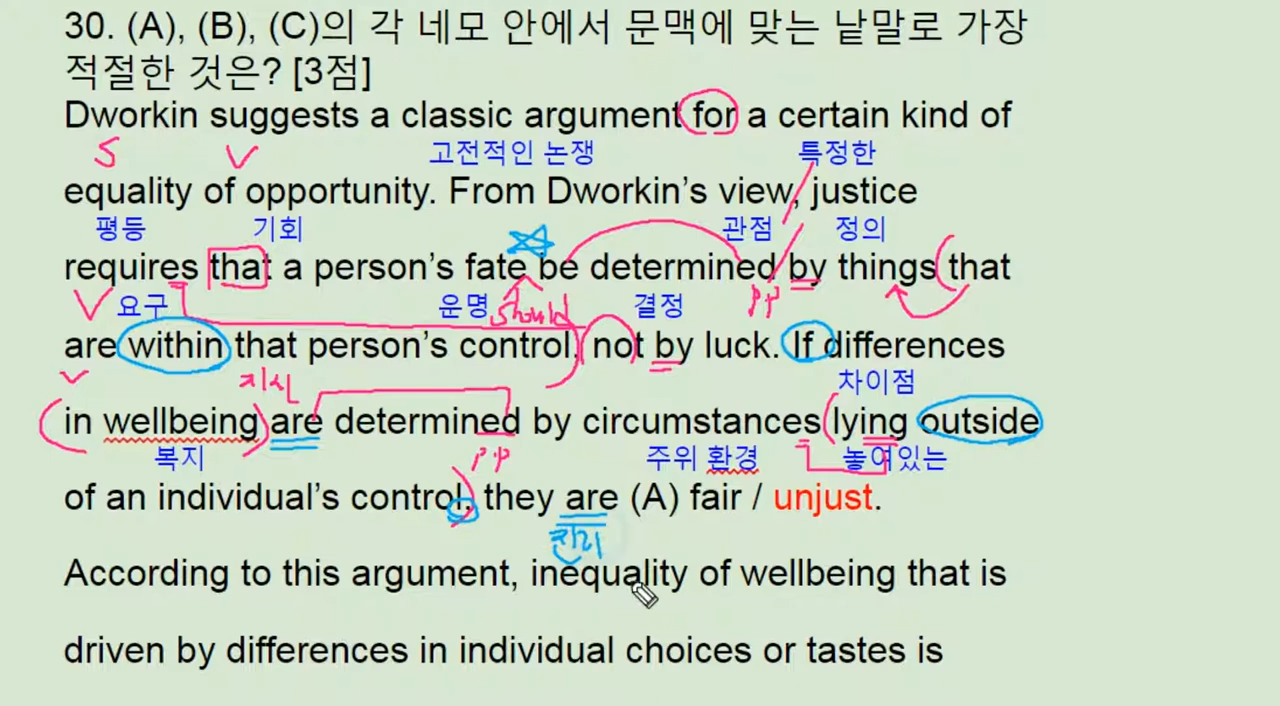 30. (A), (B), (C)의 각 네모 안에서 문맥에 맞는 낱말로 가장
적절한 것은? [3점]
Dworkin suggests a classic argument for a certain kind of
S V 고전적인 논쟁 특정한
equality of opportunity. From Dworkin's view, justice
평등 기회 관점 정의
requires that a person's fate be determined by things that
V 요구 운명 should 결정 pp
are within that person's control, not by luck. If differences
V 지시 차이점
in wellbeing are determined by circumstances lying outside
복지 pp 주위 환경 놓여있는
of an individual's control, they are (A) fair / unjust.
According to this argument, inequality of wellbeing that is
driven by differences in individual choices or tastes is